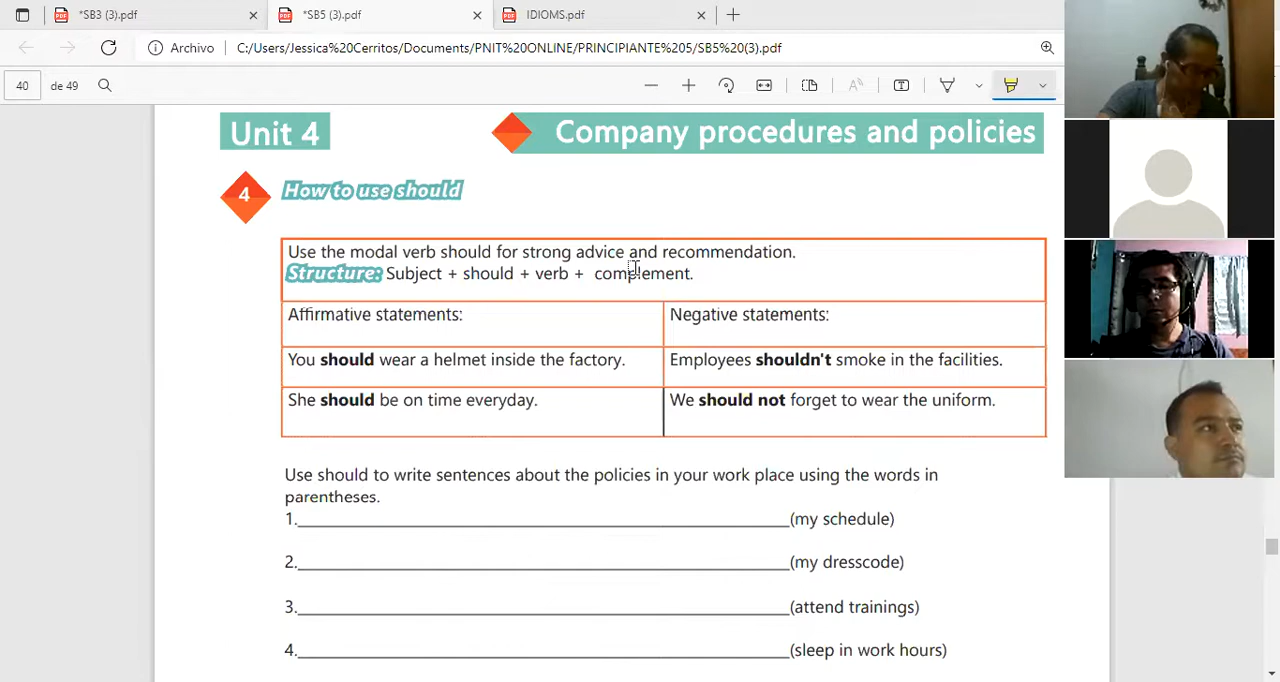 *SB3 (3).pdf
*SB5 (3).pdf
IDIOMS.pdf
Archivo
C:/Users/Jessica%20Cerritos/Documents/PNIT%20ONLINE/PRINCIPIANTE%205/SB5%20(3).pdf
40
de 49
Unit 4
Company procedures and policies
4
How to use should
Use the modal verb should for strong advice and recommendation.
Structure: Subject + should + verb + complement.
Affirmative statements:
Negative statements:
You should wear a helmet inside the factory.
Employees shouldn't smoke in the facilities.
She should be on time everyday.
We should not forget to wear the uniform.
Use should to write sentences about the policies in your work place using the words in
parentheses.
1.______________________________(my schedule)
2.______________________________(my dresscode)
3.______________________________(attend trainings)
4.______________________________(sleep in work hours)